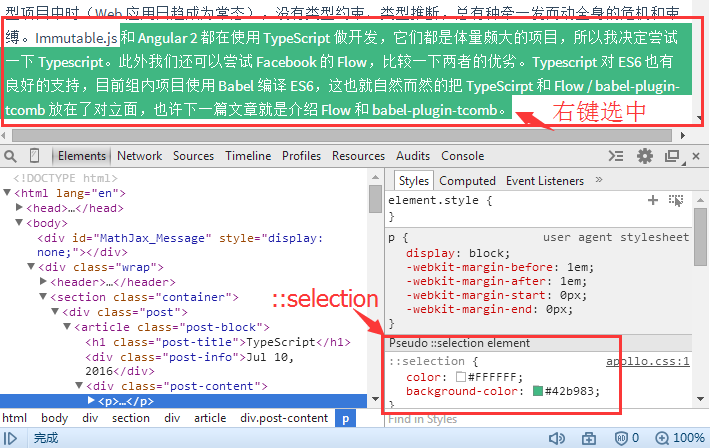 型项目中时（Web 应用日趋成为常态），没有类型约束、类型推断，总有种牵一发而动全身的危机和束
缚。Immutable.js 和 Angular 2 都在使用 TypeScript 做开发，它们都是体量颇大的项目，所以我决定尝试
一下 Typescript。此外我们还可以尝试 Facebook 的 Flow，比较一下两者的优劣。Typescript 对 ES6 也有
良好的支持，目前组内项目使用 Babel 编译 ES6，这也就自然而然的把 TypeScirpt 和 Flow / babel-plugin-
tcomb 放在了对立面，也许下一篇文章就是介绍 Flow 和 babel-plugin-tcomb。
右键选中
Elements Network Sources Timeline Profiles Resources Audits Console
<!DOCTYPE html>
▼<html lang="en">
▶<head>…</head>
▼<body>
<div id="MathJax_Message" style="display:
none;"></div>
▼<div class="wrap">
▶<header>…</header>
▼<section class="container">
▼<div class="post">
▼<article class="post-block">
<h1 class="post-title">TypeScript</h1>
<div class="post-info">Jul 10,
2016</div>
▼<div class="post-content">
▶<p>…</p>
html body div section div article div.post-content p
::selection
Styles Computed Event Listeners »
element.style {
}
p { user agent stylesheet
display: block;
-webkit-margin-before: 1em;
-webkit-margin-after: 1em;
-webkit-margin-start: 0px;
-webkit-margin-end: 0px;
}
Pseudo ::selection element
::selection { apollo.css:1
color: #FFFFFF;
background-color: #42b983;
}
Find in Styles
完成 0 100%